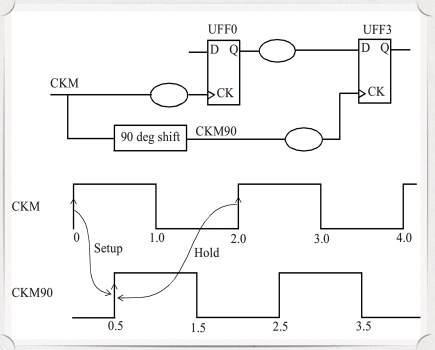 UFF0 UFF3
D Q D Q
CKM
CK CK
90 deg shift CKM90
CKM
0 1.0 2.0 3.0 4.0
Setup Hold
CKM90
0.5 1.5 2.5 3.5